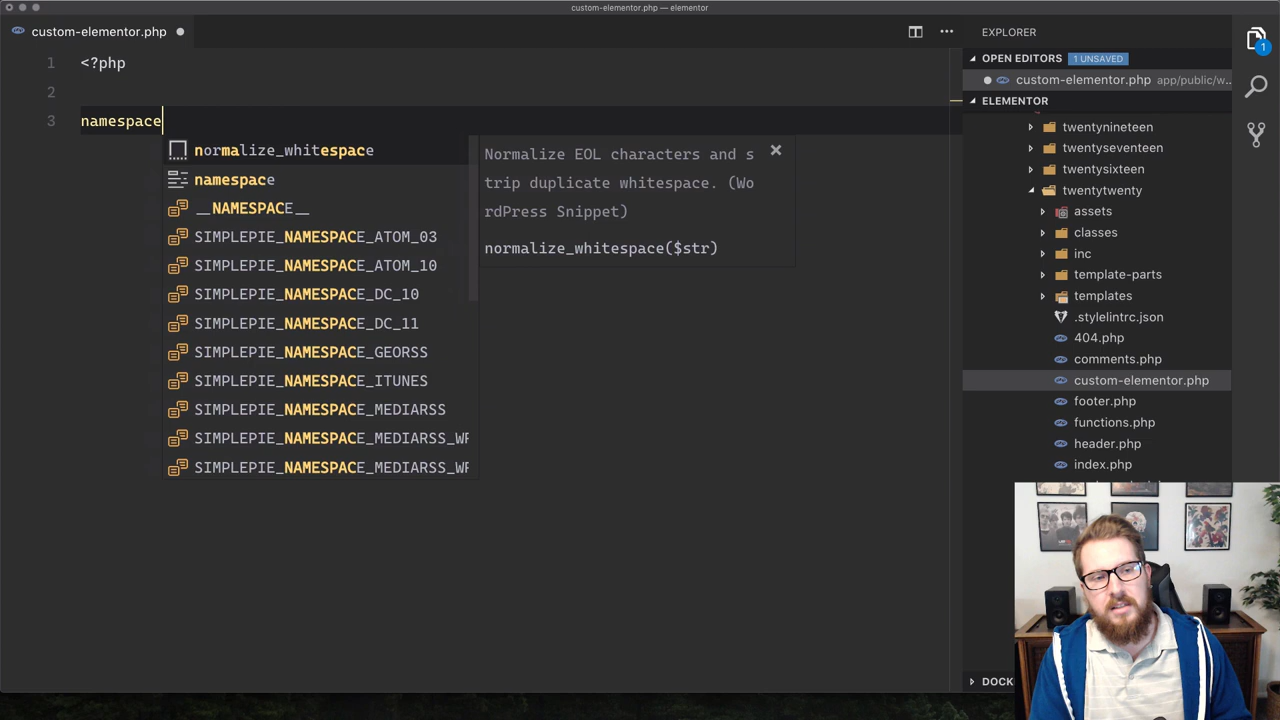 custom-elementor.php — elementor
custom-elementor.php
1 <?php
2
3 namespace
normalize_whitespace
namespace
__NAMESPACE__
SIMPLEPIE_NAMESPACE_ATOM_03
SIMPLEPIE_NAMESPACE_ATOM_10
SIMPLEPIE_NAMESPACE_DC_10
SIMPLEPIE_NAMESPACE_DC_11
SIMPLEPIE_NAMESPACE_GEORSS
SIMPLEPIE_NAMESPACE_ITUNES
SIMPLEPIE_NAMESPACE_MEDIARSS
SIMPLEPIE_NAMESPACE_MEDIARSS_WR
SIMPLEPIE_NAMESPACE_MEDIARSS_WR
Normalize EOL characters and s
trip duplicate whitespace. (Wo
rdPress Snippet)
normalize_whitespace($str)
EXPLORER
OPEN EDITORS 1 UNSAVED
custom-elementor.php app/public/w...
ELEMENTOR
twentynineteen
twentyseventeen
twentysixteen
twentytwenty
assets
classes
inc
template-parts
templates
.stylelintrc.json
404.php
comments.php
custom-elementor.php
footer.php
functions.php
header.php
index.php
DOCK
1